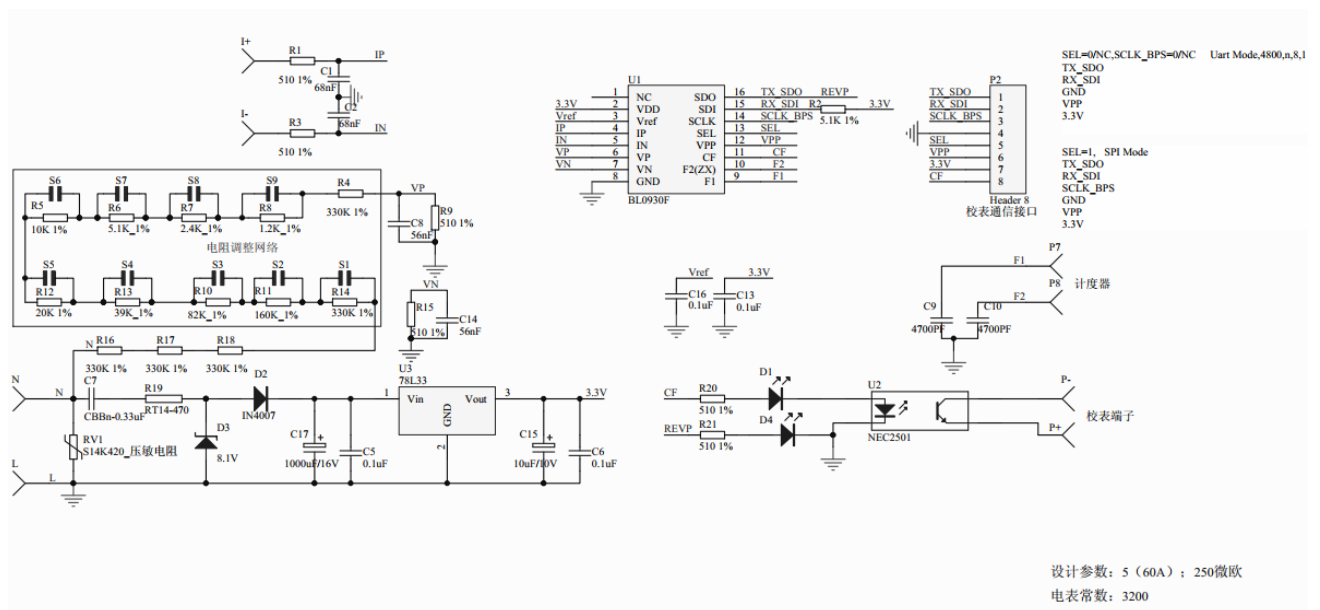 I+
R1
IP
510 1%
C1
68nF
C2
68nF
I-
R3
IN
510 1%
S6
S7
S8
S9
R4
VP
R5
R6
R7
R8
330K 1%
R9
10K 1%
5.1K_1%
2.4K_1%
1.2K_1%
C8
510 1%
56nF
电阻调整网络
S5
S4
S3
S2
S1
R12
R13
R10
R11
R14
20K 1%
39K_1%
82K_1%
160K_1%
330K 1%
VN
R15
C14
510 1%
56nF
N
R16
R17
R18
330K 1%
330K 1%
330K 1%
N
N
C7
CBBn-0.33uF
R19
RT14-470
D2
IN4007
D3
8.1V
RV1
S14K420_压敏电阻
L
L
C17
1000uF/16V
C5
0.1uF
U3
78L33
1
Vin
Vout
3
GND
2
3.3V
C15
10uF/10V
C6
0.1uF
U1
1
NC
SDO
16
TX_SDO
REVP
3.3V
2
VDD
SDI
15
RX_SDI
R2
3.3V
5.1K 1%
Vref
3
Vref
SCLK
14
SCLK_BPS
IP
4
IP
SEL
13
SEL
IN
5
IN
VPP
12
VPP
VP
6
VP
CF
11
CF
VN
7
VN
F2(ZX)
10
F2
8
GND
F1
9
F1
BL0930F
P2
TX_SDO
1
RX_SDI
2
SCLK_BPS
3
4
SEL
5
VPP
6
3.3V
7
CF
8
Header 8
校表通信接口
SEL=0/NC,SCLK_BPS=0/NC Uart Mode,4800,n,8,1
TX_SDO
RX_SDI
GND
VPP
3.3V
SEL=1, SPI Mode
TX_SDO
RX_SDI
SCLK_BPS
GND
VPP
3.3V
Vref
3.3V
C16
0.1uF
C13
0.1uF
P7
F1
P8
F2
计度器
C9
4700PF
C10
4700PF
CF
R20
510 1%
D1
REVP
R21
510 1%
D4
U2
NEC2501
P-
校表端子
P+
设计参数：5（60A）；250微欧
电表常数：3200